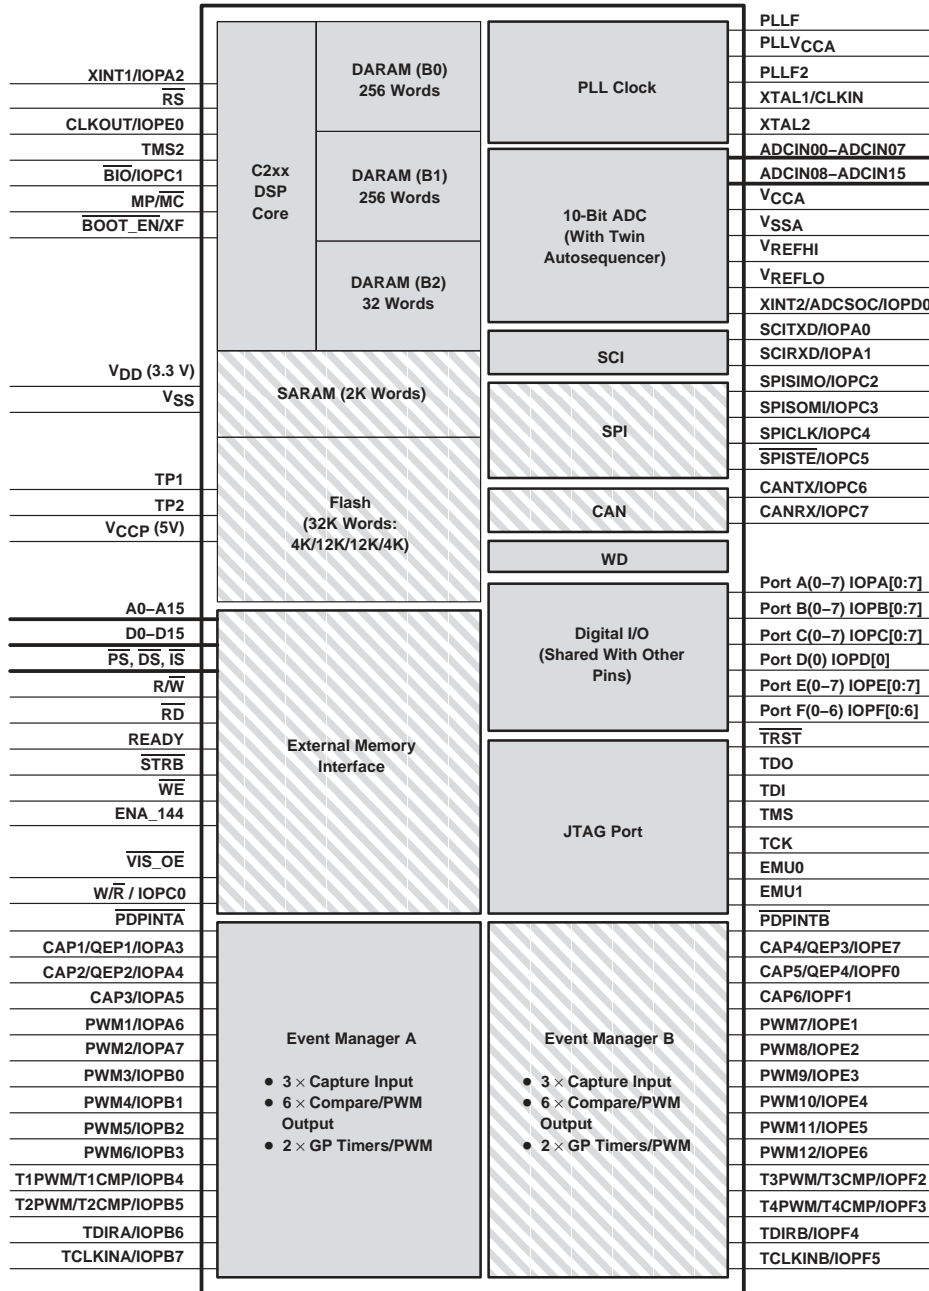 XINT1/IOPA2
RS
CLKOUT/IOPE0
TMS2
BIO/IOPC1
MP/MC
BOOT_EN/XF
VDD (3.3 V)
VSS
TP1
TP2
VCCP (5V)
A0–A15
D0–D15
PS, DS, IS
R/W
RD
READY
STRB
WE
ENA_144
VIS_OE
W/R / IOPC0
PDPINTA
CAP1/QEP1/IOPA3
CAP2/QEP2/IOPA4
CAP3/IOPA5
PWM1/IOPA6
PWM2/IOPA7
PWM3/IOPB0
PWM4/IOPB1
PWM5/IOPB2
PWM6/IOPB3
T1PWM/T1CMP/IOPB4
T2PWM/T2CMP/IOPB5
TDIRA/IOPB6
TCLKINA/IOPB7
C2xx
DSP
Core
DARAM (B0)
256 Words
DARAM (B1)
256 Words
DARAM (B2)
32 Words
SARAM (2K Words)
Flash
(32K Words:
4K/12K/12K/4K)
External Memory
Interface
Event Manager A
● 3 × Capture Input
● 6 × Compare/PWM
Output
● 2 × GP Timers/PWM
PLL Clock
10-Bit ADC
(With Twin
Autosequencer)
SCI
SPI
CAN
WD
Digital I/O
(Shared With Other
Pins)
JTAG Port
Event Manager B
● 3 × Capture Input
● 6 × Compare/PWM
Output
● 2 × GP Timers/PWM
PLLF
PLLVCCA
PLLF2
XTAL1/CLKIN
XTAL2
ADCIN00–ADCIN07
ADCIN08–ADCIN15
VCCA
VSSA
VREFHI
VREFLO
XINT2/ADCSOC/IOPD0
SCITXD/IOPA0
SCIRXD/IOPA1
SPISIMO/IOPC2
SPISOMI/IOPC3
SPICLK/IOPC4
SPISTE/IOPC5
CANTX/IOPC6
CANRX/IOPC7
Port A(0–7) IOPA[0:7]
Port B(0–7) IOPB[0:7]
Port C(0–7) IOPC[0:7]
Port D(0) IOPD[0]
Port E(0–7) IOPE[0:7]
Port F(0–6) IOPF[0:6]
TRST
TDO
TDI
TMS
TCK
EMU0
EMU1
PDPINTB
CAP4/QEP3/IOPE7
CAP5/QEP4/IOPF0
CAP6/IOPF1
PWM7/IOPE1
PWM8/IOPE2
PWM9/IOPE3
PWM10/IOPE4
PWM11/IOPE5
PWM12/IOPE6
T3PWM/T3CMP/IOPF2
T4PWM/T4CMP/IOPF3
TDIRB/IOPF4
TCLKINB/IOPF5